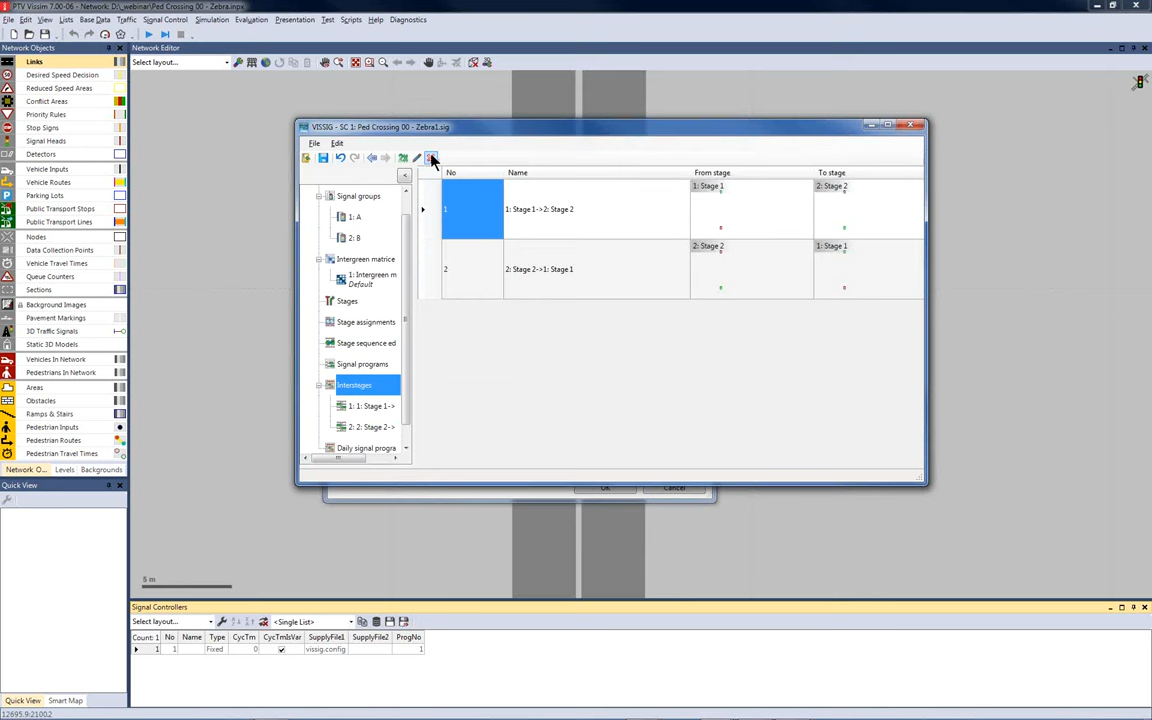 PTV Vissim 7.00-06 - Network: D:\_webinar\Ped Crossing 00 - Zebra.inpx
File Edit View Lists Base Data Traffic Signal Control Simulation Evaluation Presentation Test Scripts Help Diagnostics
Network Objects
Network Editor
Select layout...
Links
Desired Speed Decision
Reduced Speed Areas
Conflict Areas
Priority Rules
Stop Signs
Signal Heads
Detectors
Vehicle Inputs
Vehicle Routes
Parking Lots
Public Transport Stops
Public Transport Lines
Nodes
Data Collection Points
Vehicle Travel Times
Queue Counters
Sections
Background Images
Pavement Markings
3D Traffic Signals
Static 3D Models
Vehicles In Network
Pedestrians In Network
Areas
Obstacles
Ramps & Stairs
Pedestrian Inputs
Pedestrian Routes
Pedestrian Travel Times
Network O... Levels Backgrounds
Quick View
Quick View Smart Map
12695.9:2100.2
VISSIG - SC 1: Ped Crossing 00 - Zebra1.sig
File Edit
Signal groups
1: A
2: B
Intergreen matrice
1: Intergreen m
Default
Stages
Stage assignments
Stage sequence ed
Signal programs
Interstages
1: 1: Stage 1->
2: 2: Stage 2->
Daily signal progra
No Name From stage To stage
1 1: Stage 1->2: Stage 2 1: Stage 1 2: Stage 2
2 2: Stage 2->1: Stage 1 2: Stage 2 1: Stage 1
OK Cancel
5 m
Signal Controllers
Select layout... <Single List>
Count: 1 No Name Type CycTm CycTmIsVar SupplyFile1 SupplyFile2 ProgNo
1 1 Fixed 0 vissig.config 1